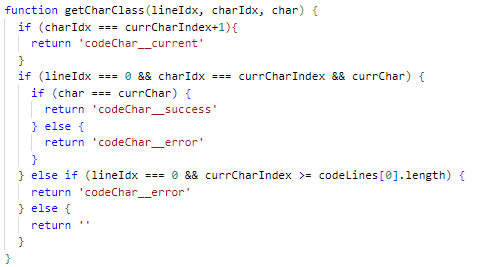 function getCharClass(lineIdx, charIdx, char) {
  if (charIdx === currCharIndex+1){
    return 'codeChar__current'
  }
  if (lineIdx === 0 && charIdx === currCharIndex && currChar) {
    if (char === currChar) {
      return 'codeChar__success'
    } else {
      return 'codeChar__error'
    }
  } else if (lineIdx === 0 && currCharIndex >= codeLines[0].length) {
    return 'codeChar__error'
  } else {
    return ''
  }
}